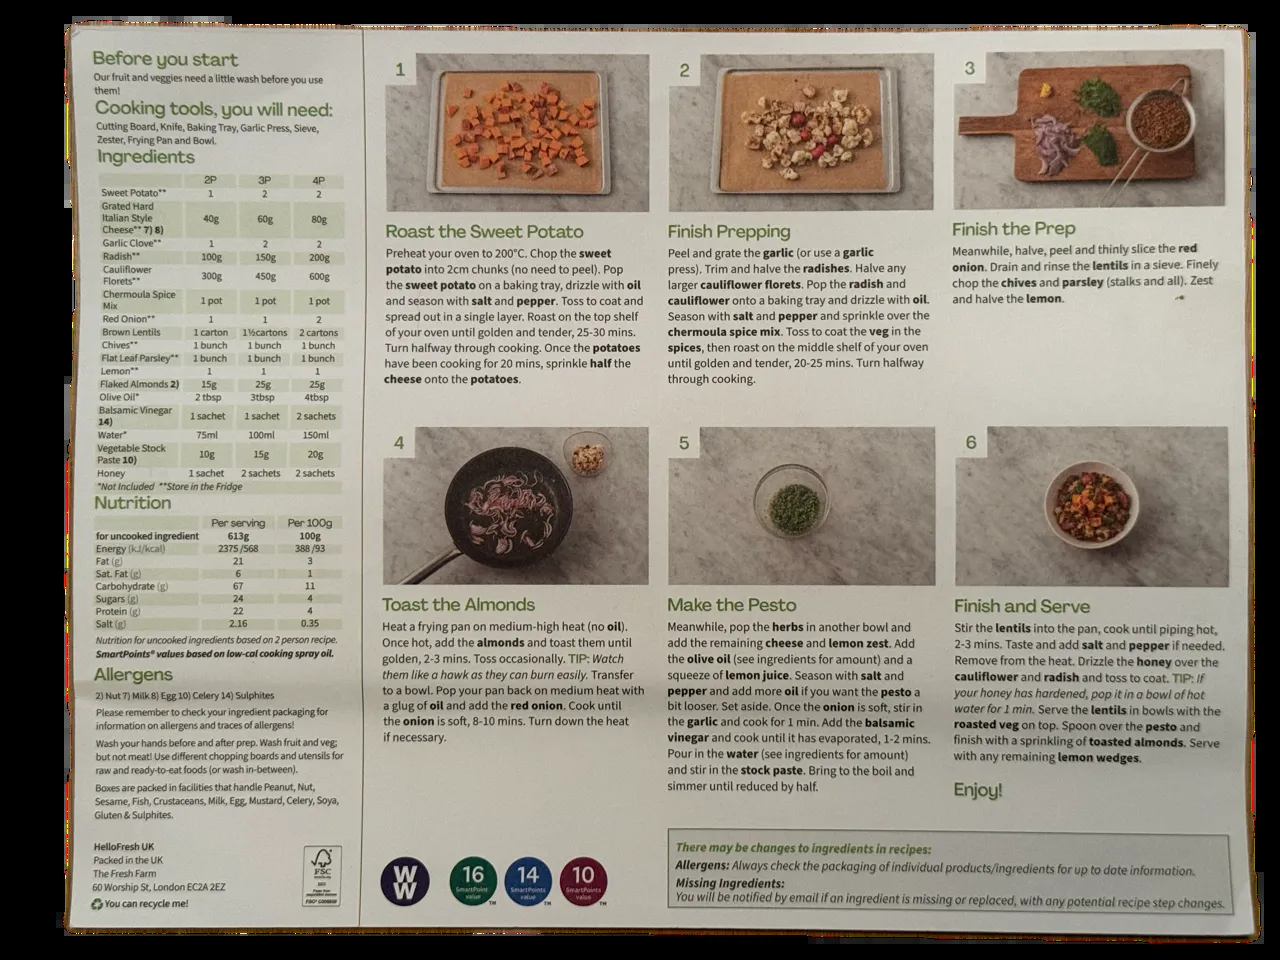 Before you start
Our fruit and veggies need a little wash before you use
them!
Cooking tools, you will need:
Cutting Board, Knife, Baking Tray, Garlic Press, Sieve,
Zester, Frying Pan and Bowl.
Ingredients
2P 3P 4P
Sweet Potato** 1 2 2
Grated Hard
Italian Style
Cheese** 7) 8) 40g 60g 80g
Garlic Clove** 1 2 2
Radish** 100g 150g 200g
Cauliflower
Florets** 300g 450g 600g
Chermoula Spice
Mix 1 pot 1 pot 1 pot
Red Onion** 1 1 2
Brown Lentils 1 carton 1½cartons 2 cartons
Chives** 1 bunch 1 bunch 1 bunch
Flat Leaf Parsley** 1 bunch 1 bunch 1 bunch
Lemon** 1 1 1
Flaked Almonds 2) 15g 25g 25g
Olive Oil* 2 tbsp 3tbsp 4tbsp
Balsamic Vinegar
14) 1 sachet 1 sachet 2 sachets
Water* 75ml 100ml 150ml
Vegetable Stock
Paste 10) 10g 15g 20g
Honey 1 sachet 2 sachets 2 sachets
*Not Included **Store in the Fridge
Nutrition
Per serving Per 100g
for uncooked ingredient 613g 100g
Energy (kJ/kcal) 2375 /568 388 /93
Fat (g) 21 3
Sat. Fat (g) 6 1
Carbohydrate (g) 67 11
Sugars (g) 24 4
Protein (g) 22 4
Salt (g) 2.16 0.35
Nutrition for uncooked ingredients based on 2 person recipe.
SmartPoints® values based on low-cal cooking spray oil.
Allergens
2) Nut 7) Milk 8) Egg 10) Celery 14) Sulphites
Please remember to check your ingredient packaging for
information on allergens and traces of allergens!
Wash your hands before and after prep. Wash fruit and veg;
but not meat! Use different chopping boards and utensils for
raw and ready-to-eat foods (or wash in-between).
Boxes are packed in facilities that handle Peanut, Nut,
Sesame, Fish, Crustaceans, Milk, Egg, Mustard, Celery, Soya,
Gluten & Sulphites.
HelloFresh UK
Packed in the UK
The Fresh Farm
60 Worship St, London EC2A 2EZ
You can recycle me!
FSC
1
Roast the Sweet Potato
Preheat your oven to 200°C. Chop the sweet
potato into 2cm chunks (no need to peel). Pop
the sweet potato on a baking tray, drizzle with oil
and season with salt and pepper. Toss to coat and
spread out in a single layer. Roast on the top shelf
of your oven until golden and tender, 25-30 mins.
Turn halfway through cooking. Once the potatoes
have been cooking for 20 mins, sprinkle half the
cheese onto the potatoes.
2
Finish Prepping
Peel and grate the garlic (or use a garlic
press). Trim and halve the radishes. Halve any
larger cauliflower florets. Pop the radish and
cauliflower onto a baking tray and drizzle with oil.
Season with salt and pepper and sprinkle over the
chermoula spice mix. Toss to coat the veg in the
spices, then roast on the middle shelf of your oven
until golden and tender, 20-25 mins. Turn halfway
through cooking.
3
Finish the Prep
Meanwhile, halve, peel and thinly slice the red
onion. Drain and rinse the lentils in a sieve. Finely
chop the chives and parsley (stalks and all). Zest
and halve the lemon.
4
Toast the Almonds
Heat a frying pan on medium-high heat (no oil).
Once hot, add the almonds and toast them until
golden, 2-3 mins. Toss occasionally. TIP: Watch
them like a hawk as they can burn easily. Transfer
to a bowl. Pop your pan back on medium heat with
a glug of oil and add the red onion. Cook until
the onion is soft, 8-10 mins. Turn down the heat
if necessary.
5
Make the Pesto
Meanwhile, pop the herbs in another bowl and
add the remaining cheese and lemon zest. Add
the olive oil (see ingredients for amount) and a
squeeze of lemon juice. Season with salt and
pepper and add more oil if you want the pesto a
bit looser. Set aside. Once the onion is soft, stir in
the garlic and cook for 1 min. Add the balsamic
vinegar and cook until it has evaporated, 1-2 mins.
Pour in the water (see ingredients for amount)
and stir in the stock paste. Bring to the boil and
simmer until reduced by half.
6
Finish and Serve
Stir the lentils into the pan, cook until piping hot,
2-3 mins. Taste and add salt and pepper if needed.
Remove from the heat. Drizzle the honey over the
cauliflower and radish and toss to coat. TIP: If
your honey has hardened, pop it in a bowl of hot
water for 1 min. Serve the lentils in bowls with the
roasted veg on top. Spoon over the pesto and
finish with a sprinkling of toasted almonds. Serve
with any remaining lemon wedges.
Enjoy!
WW
16
SmartPoints
value
TM
14
SmartPoints
value
TM
10
SmartPoints
value
TM
There may be changes to ingredients in recipes:
Allergens: Always check the packaging of individual products/ingredients for up to date information.
Missing Ingredients:
You will be notified by email if an ingredient is missing or replaced, with any potential recipe step changes.